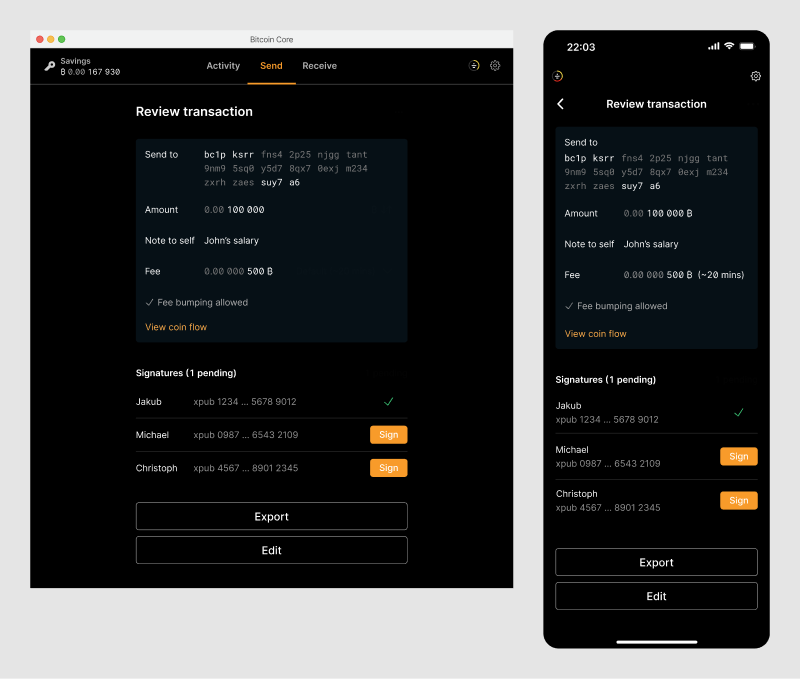 Bitcoin Core
Savings
₿ 0.00 167 930
Activity Send Receive
Review transaction
Send to bc1p ksrr fns4 2p25 njgg tant
9nm9 5sq0 y5d7 8qx7 0exj m234
zxrh zaes suy7 a6
Amount 0.00 100 000
Note to self John's salary
Fee 0.00 000 500 ₿
Fee bumping allowed
View coin flow
Signatures (1 pending)
Jakub xpub 1234 ... 5678 9012
Michael xpub 0987 ... 6543 2109 Sign
Christoph xpub 4567 ... 8901 2345 Sign
Export
Edit
22:03
Review transaction
Send to
bc1p ksrr fns4 2p25 njgg tant
9nm9 5sq0 y5d7 8qx7 0exj m234
zxrh zaes suy7 a6
Amount 0.00 100 000 ₿
Note to self John's salary
Fee 0.00 000 500 ₿ (~20 mins)
Fee bumping allowed
View coin flow
Signatures (1 pending)
Jakub
xpub 1234 ... 5678 9012
Michael
xpub 0987 ... 6543 2109
Sign
Christoph
xpub 4567 ... 8901 2345
Sign
Export
Edit